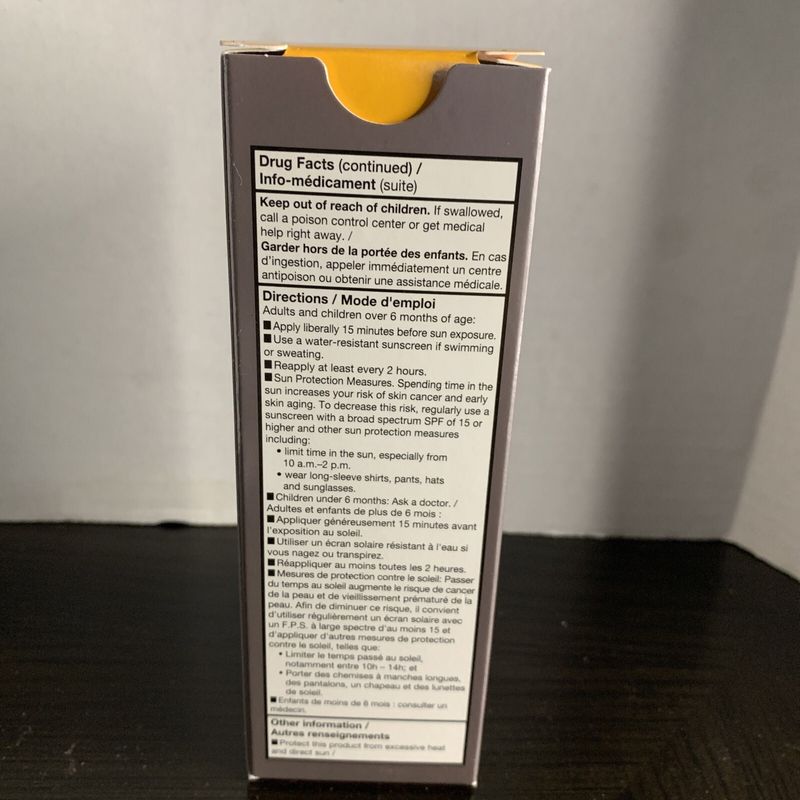 Drug Facts (continued) /
Info-médicament (suite)
Keep out of reach of children. If swallowed,
call a poison control center or get medical
help right away. /
Garder hors de la portée des enfants. En cas
d'ingestion, appeler immédiatement un centre
antipoison ou obtenir une assistance médicale.
Directions / Mode d'emploi
Adults and children over 6 months of age:
■ Apply liberally 15 minutes before sun exposure.
■ Use a water-resistant sunscreen if swimming
or sweating.
■ Reapply at least every 2 hours.
■ Sun Protection Measures. Spending time in the
sun increases your risk of skin cancer and early
skin aging. To decrease this risk, regularly use a
sunscreen with a broad spectrum SPF of 15 or
higher and other sun protection measures
including:
• limit time in the sun, especially from
10 a.m.–2 p.m.
• wear long-sleeve shirts, pants, hats
and sunglasses.
■ Children under 6 months: Ask a doctor. /
Adultes et enfants de plus de 6 mois :
■ Appliquer généreusement 15 minutes avant
l'exposition au soleil.
■ Utiliser un écran solaire résistant à l'eau si
vous nagez ou transpirez.
■ Réappliquer au moins toutes les 2 heures.
■ Mesures de protection contre le soleil: Passer
du temps au soleil augmente le risque de cancer
de la peau et de vieillissement prématuré de la
peau. Afin de diminuer ce risque, il convient
d'utiliser régulièrement un écran solaire avec
un F.P.S. à large spectre d'au moins 15 et
d'appliquer d'autres mesures de protection
contre le soleil, telles que:
• Limiter le temps passé au soleil,
notamment entre 10h – 14h; et
• Porter des chemises à manches longues,
des pantalons, un chapeau et des lunettes
de soleil.
■ Enfants de moins de 6 mois : consulter un
médecin.
Other information /
Autres renseignements
■ Protect this product from excessive heat
and direct sun /